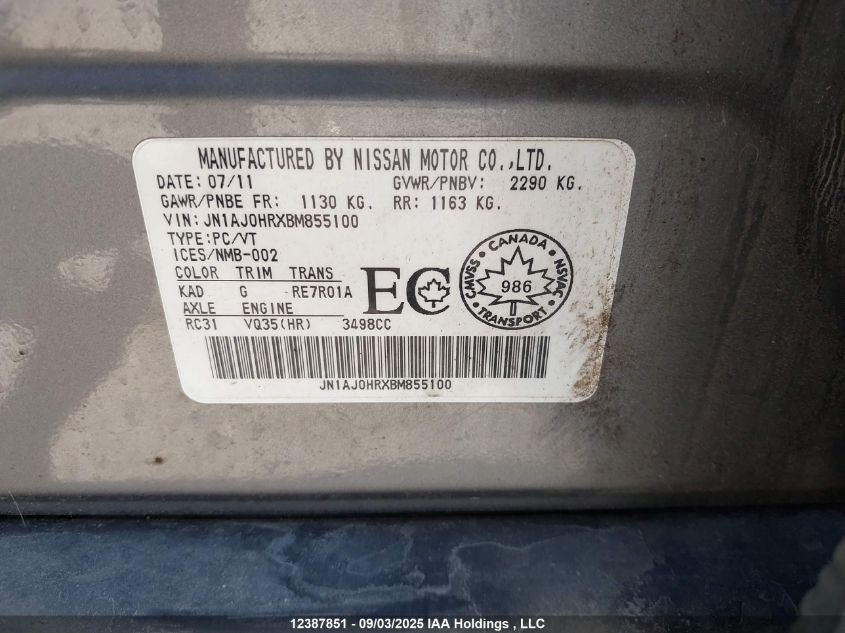 MANUFACTURED BY NISSAN MOTOR CO.,LTD.
DATE: 07/11 GVWR/PNBV: 2290 KG.
GAWR/PNBE FR: 1130 KG. RR: 1163 KG.
VIN: JN1AJ0HRXBM855100
TYPE:PC/VT
ICES/NMB-002
COLOR TRIM TRANS
KAD G RE7R01A
AXLE ENGINE
RC31 VQ35(HR) 3498CC
EC
CANADA
CMVSS 986 NSVAC
TRANSPORT
JN1AJ0HRXBM855100
12387851 - 09/03/2025 IAA Holdings , LLC